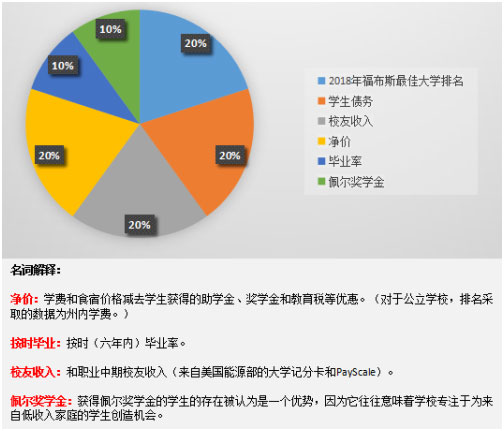 10%
20%
10%
20%
20%
20%
2018年福布斯最佳大学排名
学生债务
校友收入
净价
毕业率
佩尔奖学金
名词解释：
净价：学费和食宿价格减去学生获得的助学金、奖学金和教育税等优惠。（对于公立学校，排名采
取的数据为州内学费。）
按时毕业：按时（六年内）毕业率。
校友收入：和职业中期校友收入（来自美国能源部的大学记分卡和PayScale）。
佩尔奖学金：获得佩尔奖学金的学生的存在被认为是一个优势，因为它往往意味着学校专注于为来
自低收入家庭的学生创造机会。